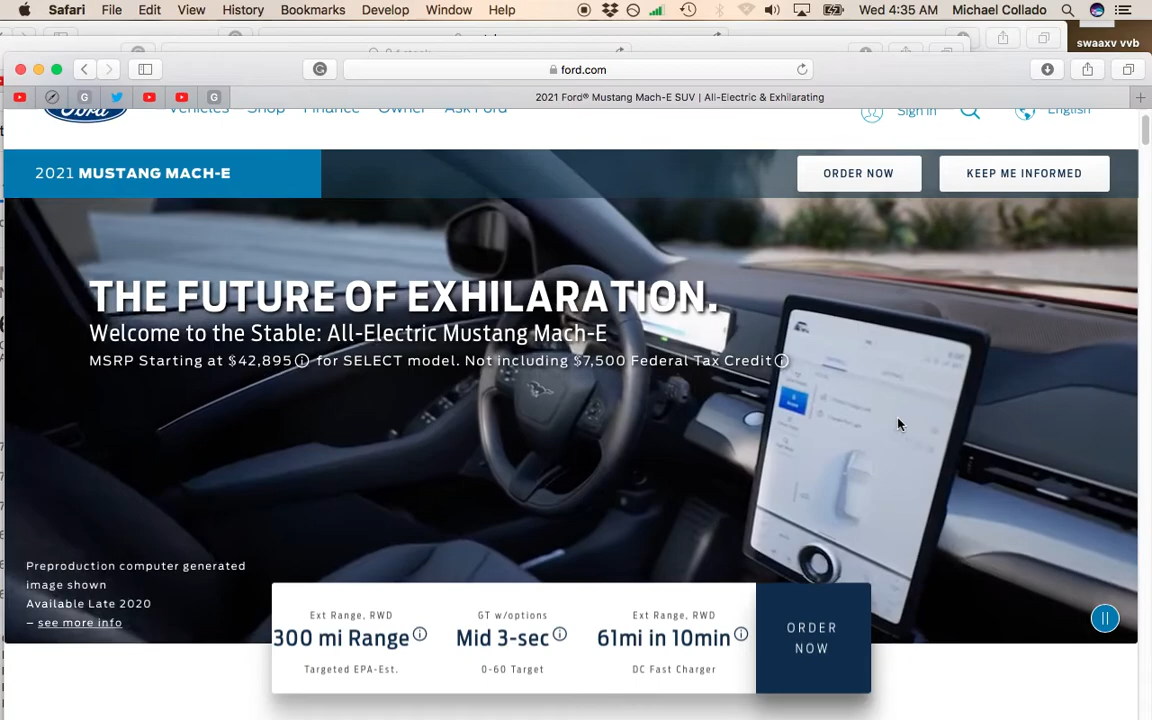 Safari File Edit View History Bookmarks Develop Window Help Wed 4:35 AM Michael Collado
swaaxv vvb
ford.com
2021 Ford® Mustang Mach-E SUV | All-Electric & Exhilarating
Ford Vehicles Shop Finance Owner Ask Ford Sign In English
2021 MUSTANG MACH-E ORDER NOW KEEP ME INFORMED
THE FUTURE OF EXHILARATION.
Welcome to the Stable: All-Electric Mustang Mach-E
MSRP Starting at $42,895 for SELECT model. Not including $7,500 Federal Tax Credit
Preproduction computer generated
image shown
Available Late 2020
– see more info
Ext Range, RWD
300 mi Range
Targeted EPA-Est.
GT w/options
Mid 3-sec
0-60 Target
Ext Range, RWD
61mi in 10min
DC Fast Charger
ORDER
NOW